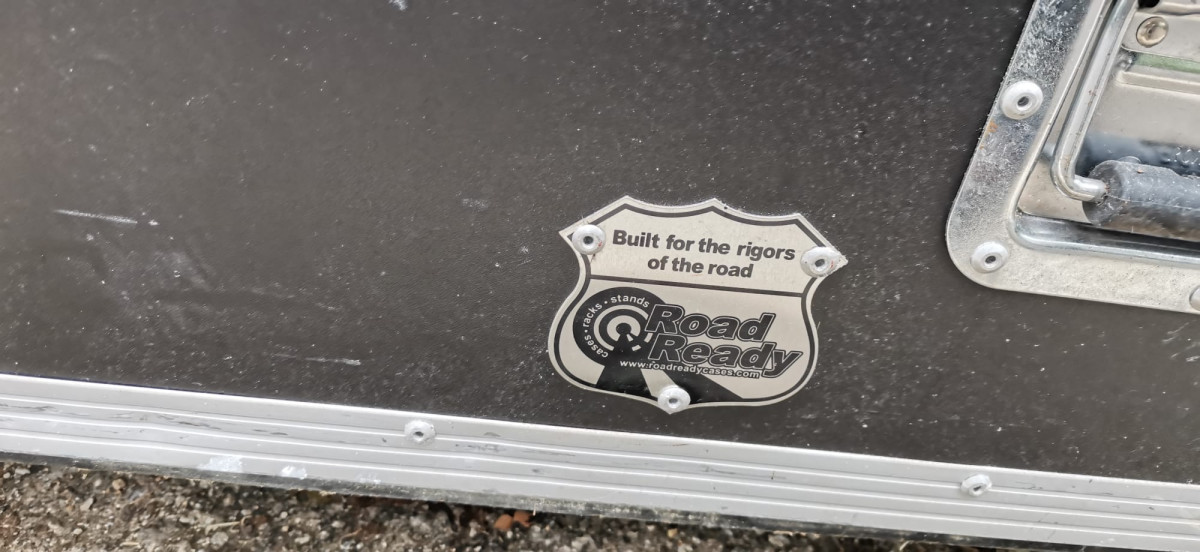 Built for the rigors
of the road
cases • racks • stands
Road
Ready
www.roadreadycases.com